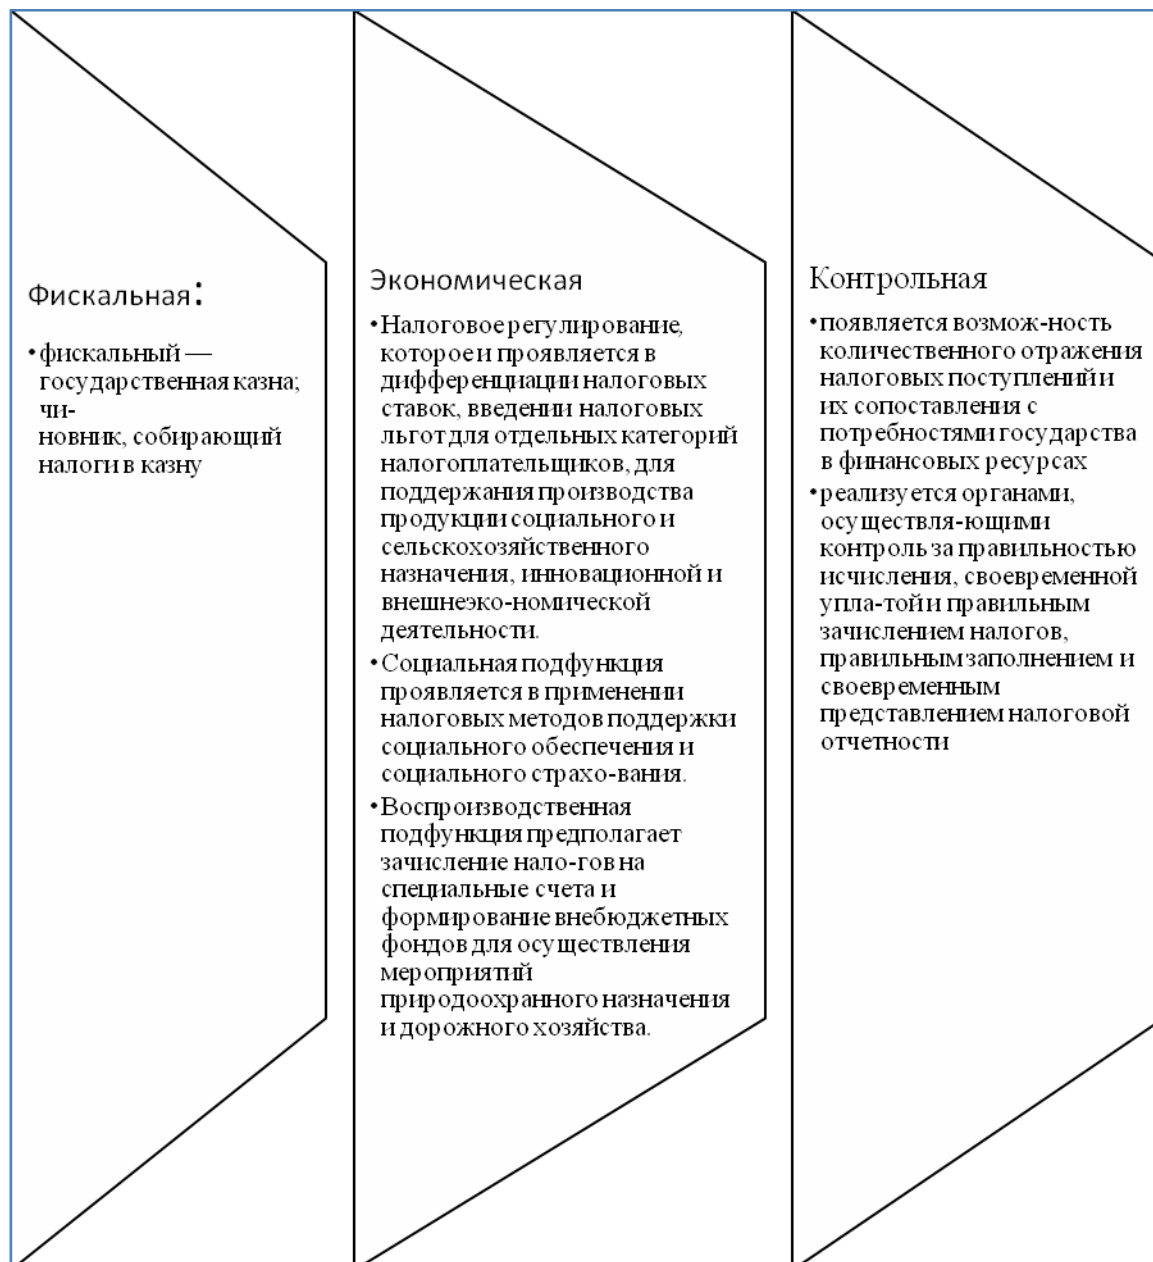 Фискальная:
•фискальный —
государственная казна;
чи-
новник, собирающий
налоги в казну
Экономическая
•Налоговое регулирование,
которое и проявляется в
дифференциации налоговых
ставок, введении налоговых
льгот для отдельных категорий
налогоплательщиков, для
поддержания производства
продукции социального и
сельскохозяйственного
назначения, инновационной и
внешнеэко-номической
деятельности.
•Социальная подфункция
проявляется в применении
налоговых методов поддержки
социального обеспечения и
социального страхо-вания.
•Воспроизводственная
подфункция предполагает
зачисление нало-гов на
специальные счета и
формирование внебюджетных
фондов для осуществления
мероприятий
природоохранного назначения
и дорожного хозяйства.
Контрольная
•появляется возмож-ность
количественного отражения
налоговых поступлений и
их сопоставления с
потребностями государства
в финансовых ресурсах
•реализуется органами,
осуществля-ющими
контроль за правильностью
исчисления, своевременной
упла-той и правильным
зачислением налогов,
правильным заполнением и
своевременным
представлением налоговой
отчетности